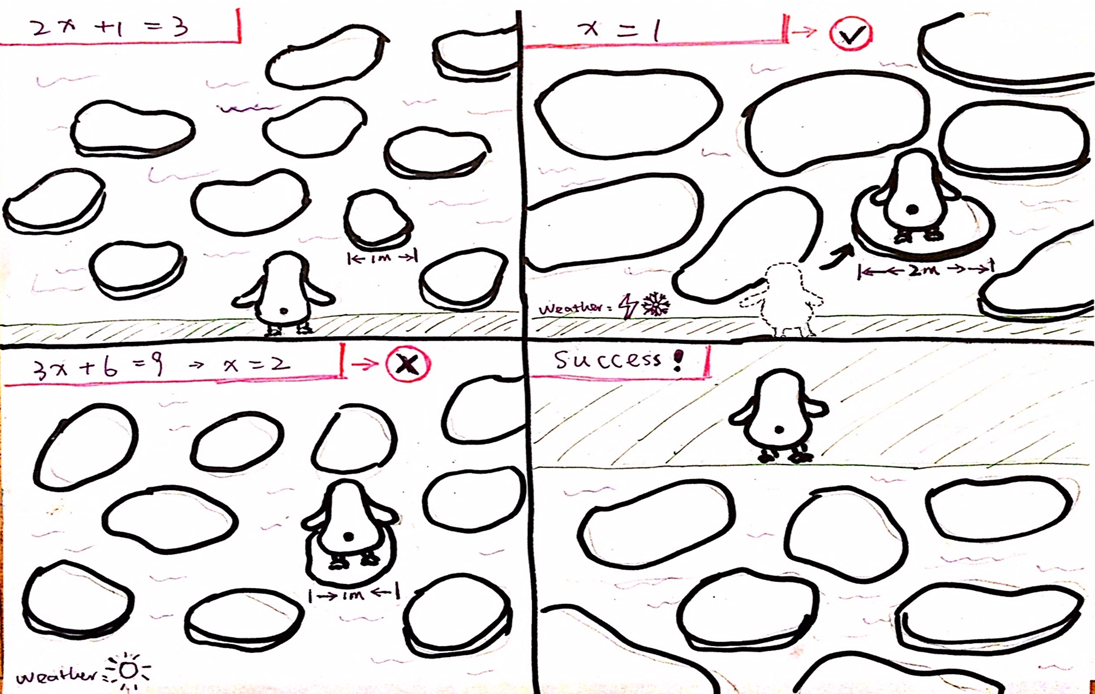 2x + 1 = 3
1m
x = 1
2m
Weather:
3x + 6 = 9 → x = 2
1m
Weather:
Success!